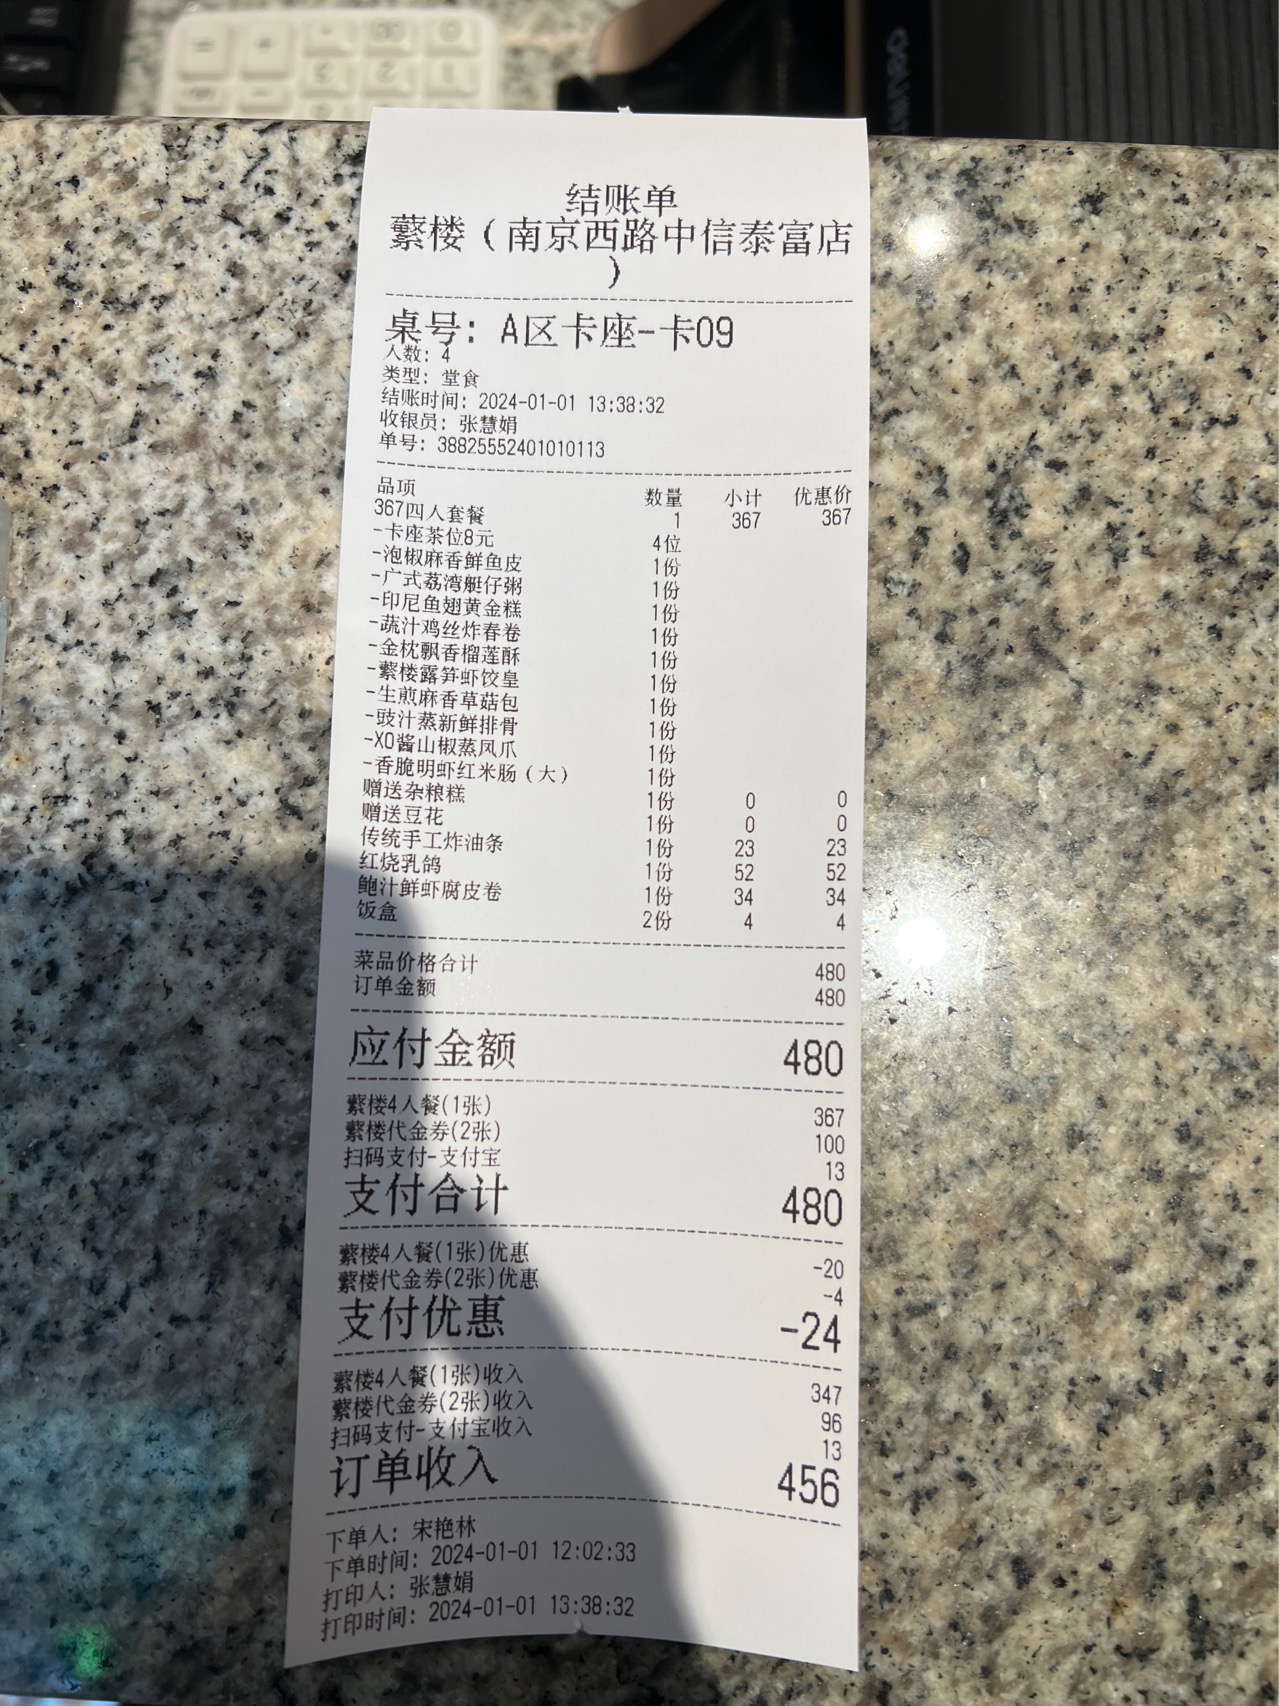 结账单
蘩楼（南京西路中信泰富店
）
桌号：A区卡座-卡09
人数：4
类型：堂食
结账时间：2024-01-01 13:38:32
收银员：张慧娟
单号：38825552401010113
品项 数量 小计 优惠价
367四人套餐 1 367 367
-卡座茶位8元 4位
-泡椒麻香鲜鱼皮 1份
-广式荔湾艇仔粥 1份
-印尼鱼翅黄金糕 1份
-蔬汁鸡丝炸春卷 1份
-金枕飘香榴莲酥 1份
-蘩楼露笋虾饺皇 1份
-生煎麻香草菇包 1份
-豉汁蒸新鲜排骨 1份
-XO酱山椒蒸凤爪 1份
-香脆明虾红米肠（大） 1份
赠送杂粮糕 1份 0 0
赠送豆花 1份 0 0
传统手工炸油条 1份 23 23
红烧乳鸽 1份 52 52
鲍汁鲜虾腐皮卷 1份 34 34
饭盒 2份 4 4
菜品价格合计 480
订单金额 480
应付金额 480
蘩楼4人餐(1张) 367
蘩楼代金券(2张) 100
扫码支付-支付宝 13
支付合计 480
蘩楼4人餐(1张)优惠 -20
蘩楼代金券(2张)优惠 -4
支付优惠 -24
蘩楼4人餐(1张)收入 347
蘩楼代金券(2张)收入 96
扫码支付-支付宝收入 13
订单收入 456
下单人：宋艳林
下单时间：2024-01-01 12:02:33
打印人：张慧娟
打印时间：2024-01-01 13:38:32